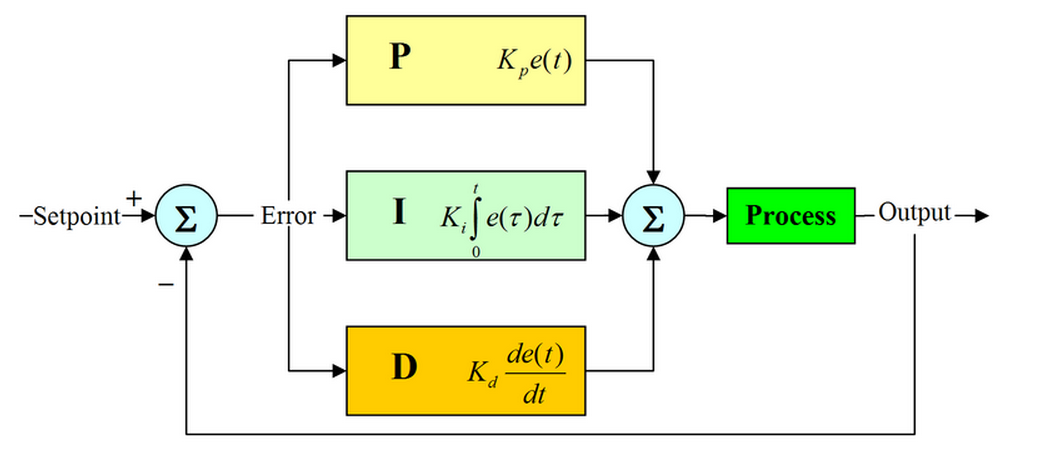 P K_p e(t)
+
–Setpoint
Σ
Error
I K_i ∫_0^t e(τ)dτ
Σ
Process
Output
–
D K_d de(t)/dt